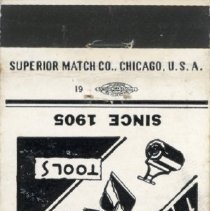 SUPERIOR MATCH CO., CHICAGO, U. S. A.
19
SINCE 1905
TOOLS